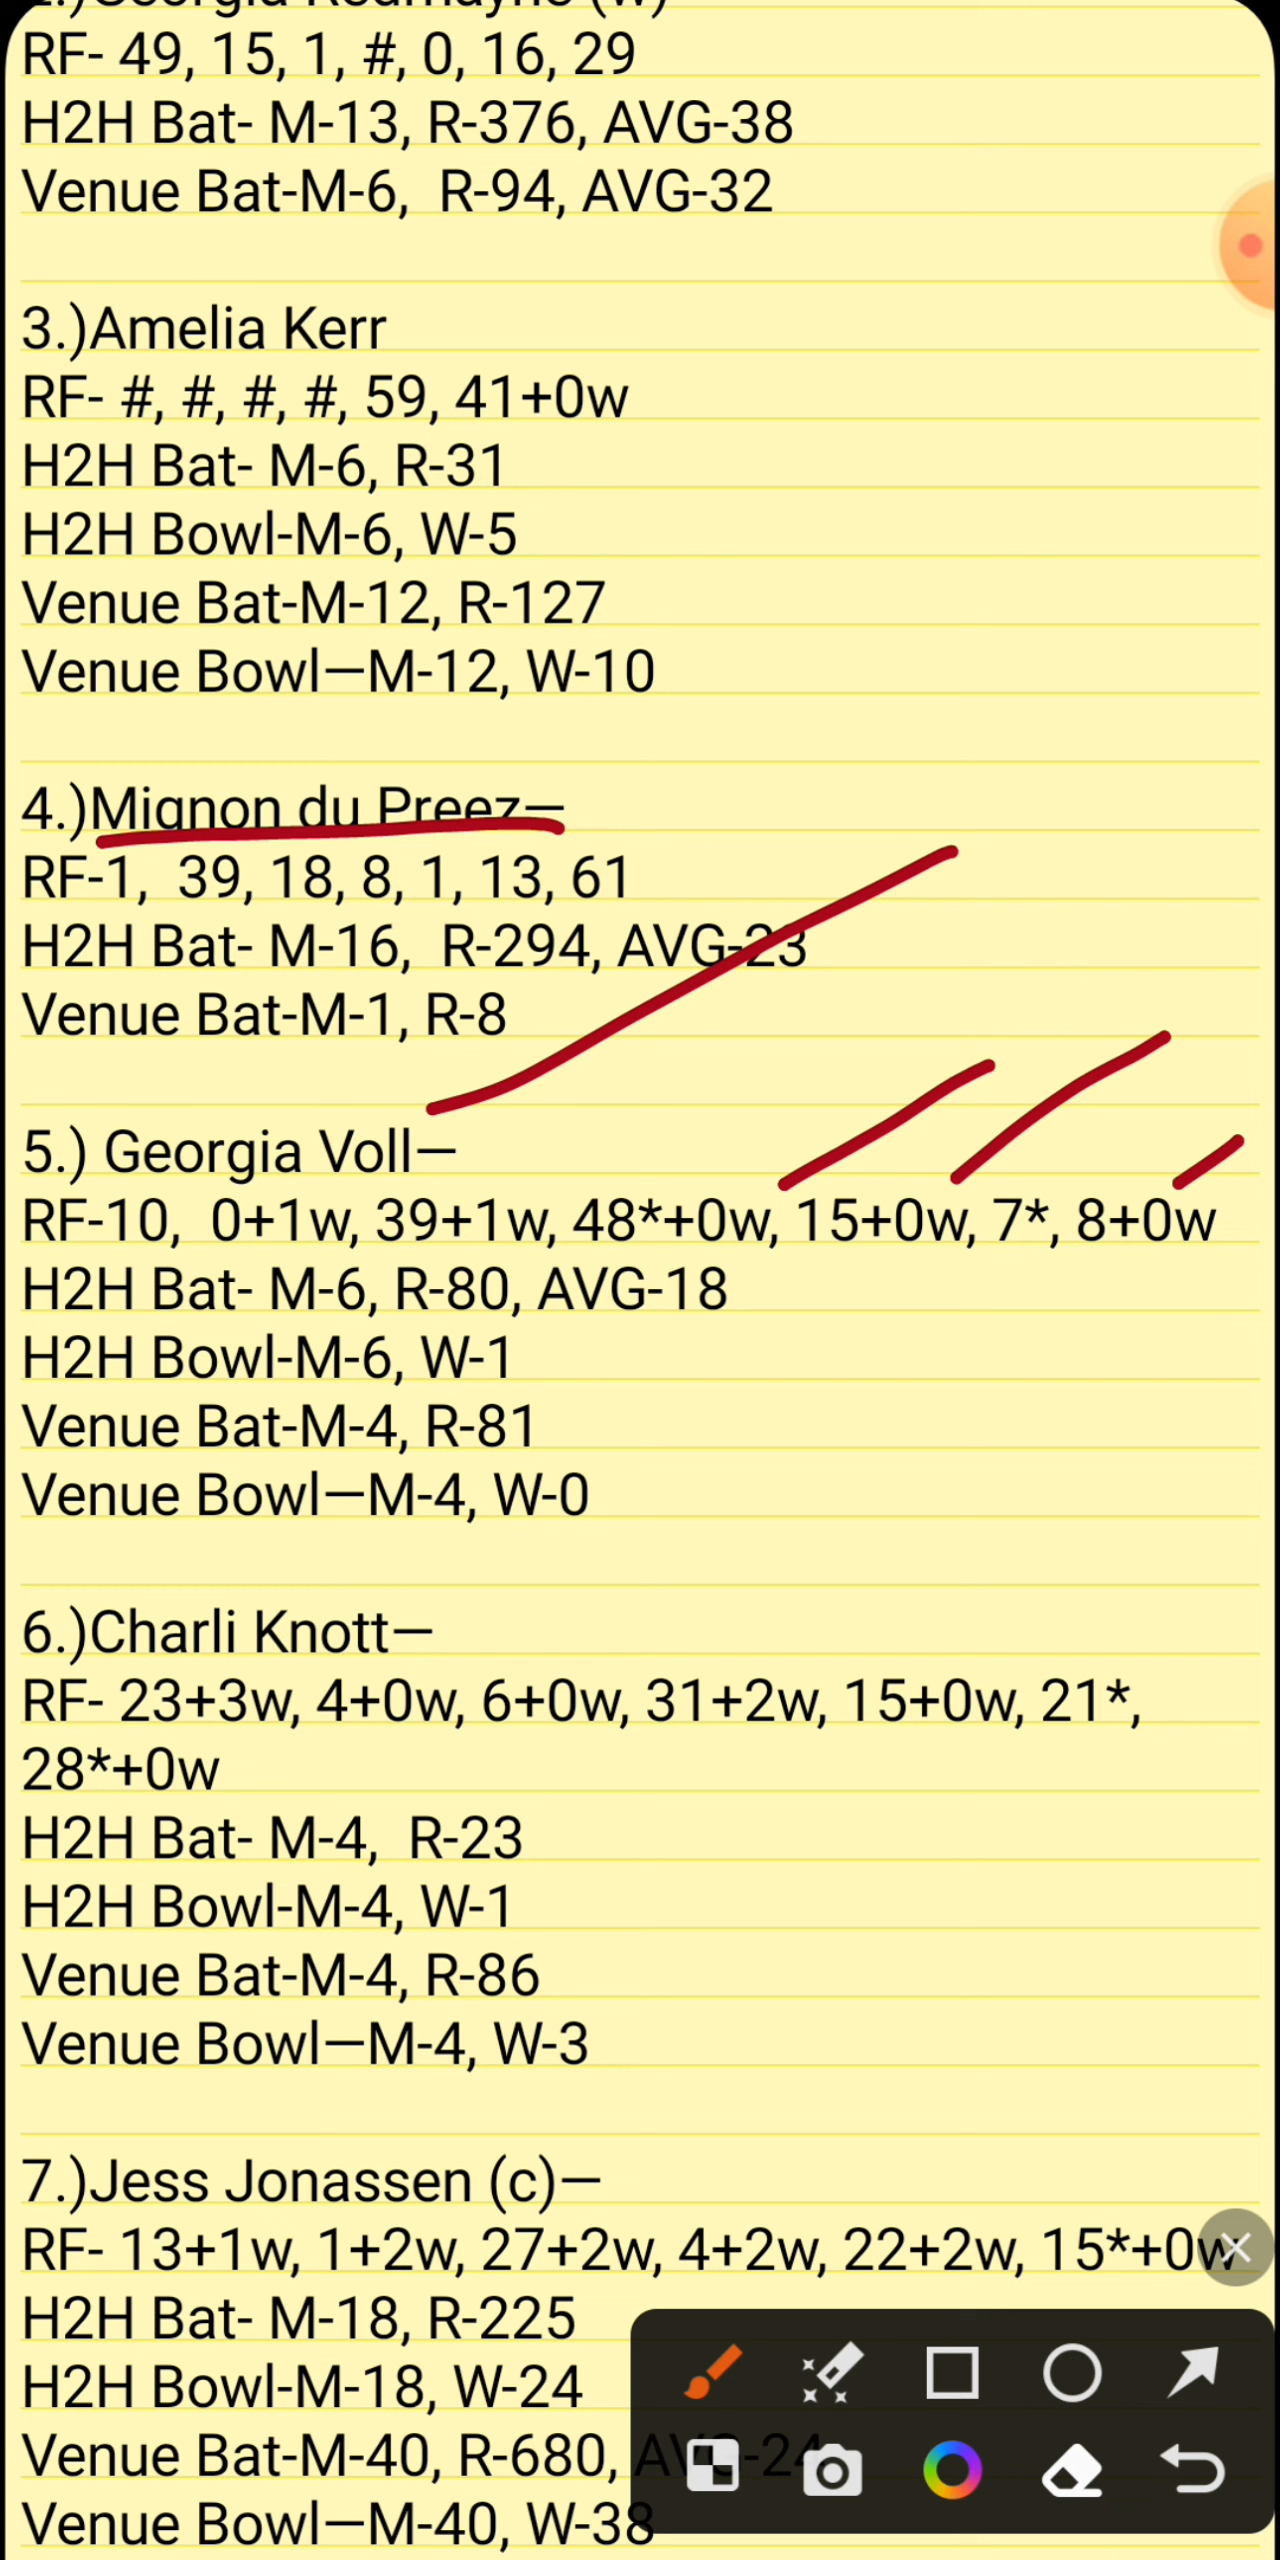 2.)Georgia Redmayne (w)
RF- 49, 15, 1, #, 0, 16, 29
H2H Bat- M-13, R-376, AVG-38
Venue Bat-M-6, R-94, AVG-32
3.)Amelia Kerr
RF- #, #, #, #, 59, 41+0w
H2H Bat- M-6, R-31
H2H Bowl-M-6, W-5
Venue Bat-M-12, R-127
Venue Bowl—M-12, W-10
4.)Mignon du Preez—
RF-1, 39, 18, 8, 1, 13, 61
H2H Bat- M-16, R-294, AVG-23
Venue Bat-M-1, R-8
5.) Georgia Voll—
RF-10, 0+1w, 39+1w, 48*+0w, 15+0w, 7*, 8+0w
H2H Bat- M-6, R-80, AVG-18
H2H Bowl-M-6, W-1
Venue Bat-M-4, R-81
Venue Bowl—M-4, W-0
6.)Charli Knott—
RF- 23+3w, 4+0w, 6+0w, 31+2w, 15+0w, 21*,
28*+0w
H2H Bat- M-4, R-23
H2H Bowl-M-4, W-1
Venue Bat-M-4, R-86
Venue Bowl—M-4, W-3
7.)Jess Jonassen (c)—
RF- 13+1w, 1+2w, 27+2w, 4+2w, 22+2w, 15*+0w
H2H Bat- M-18, R-225
H2H Bowl-M-18, W-24
Venue Bat-M-40, R-680, AVG-24
Venue Bowl—M-40, W-38